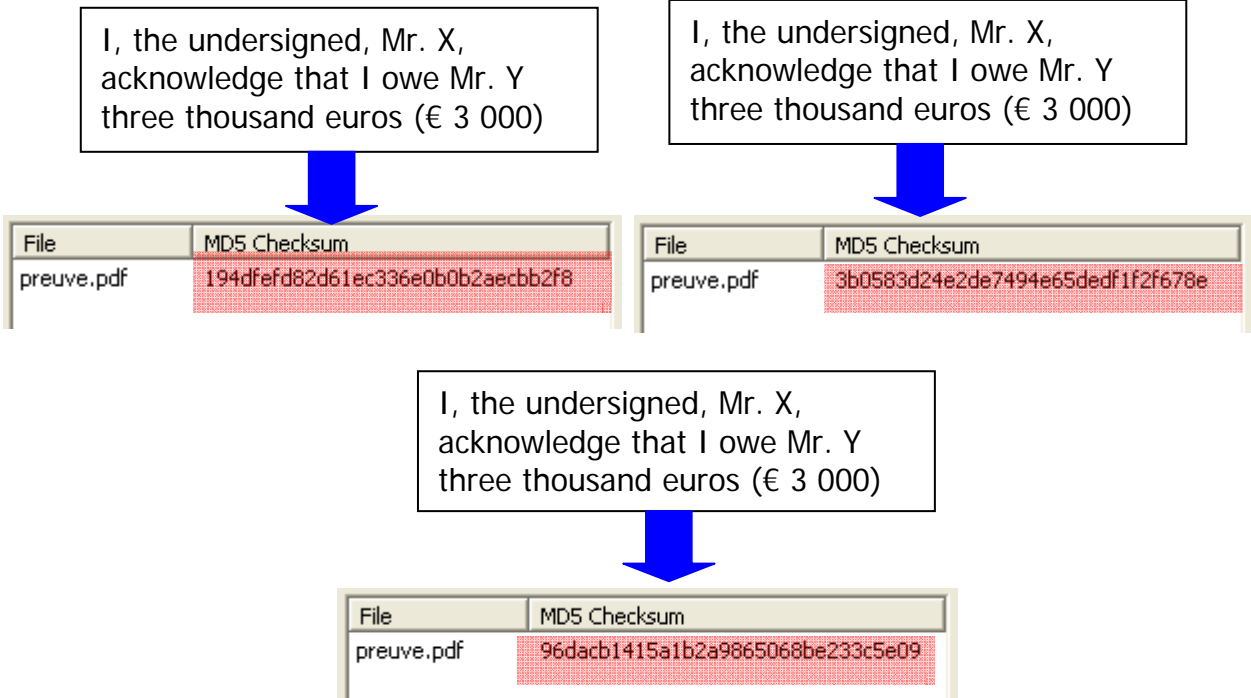 I, the undersigned, Mr. X,
acknowledge that I owe Mr. Y
three thousand euros (€ 3 000)
I, the undersigned, Mr. X,
acknowledge that I owe Mr. Y
three thousand euros (€ 3 000)
File MD5 Checksum
preuve.pdf 194dfefd82d61ec336e0b0b2aecbb2f8
File MD5 Checksum
preuve.pdf 3b0583d24e2de7494e65dedf1f2f678e
I, the undersigned, Mr. X,
acknowledge that I owe Mr. Y
three thousand euros (€ 3 000)
File MD5 Checksum
preuve.pdf 96dacb1415a1b2a9865068be233c5e09